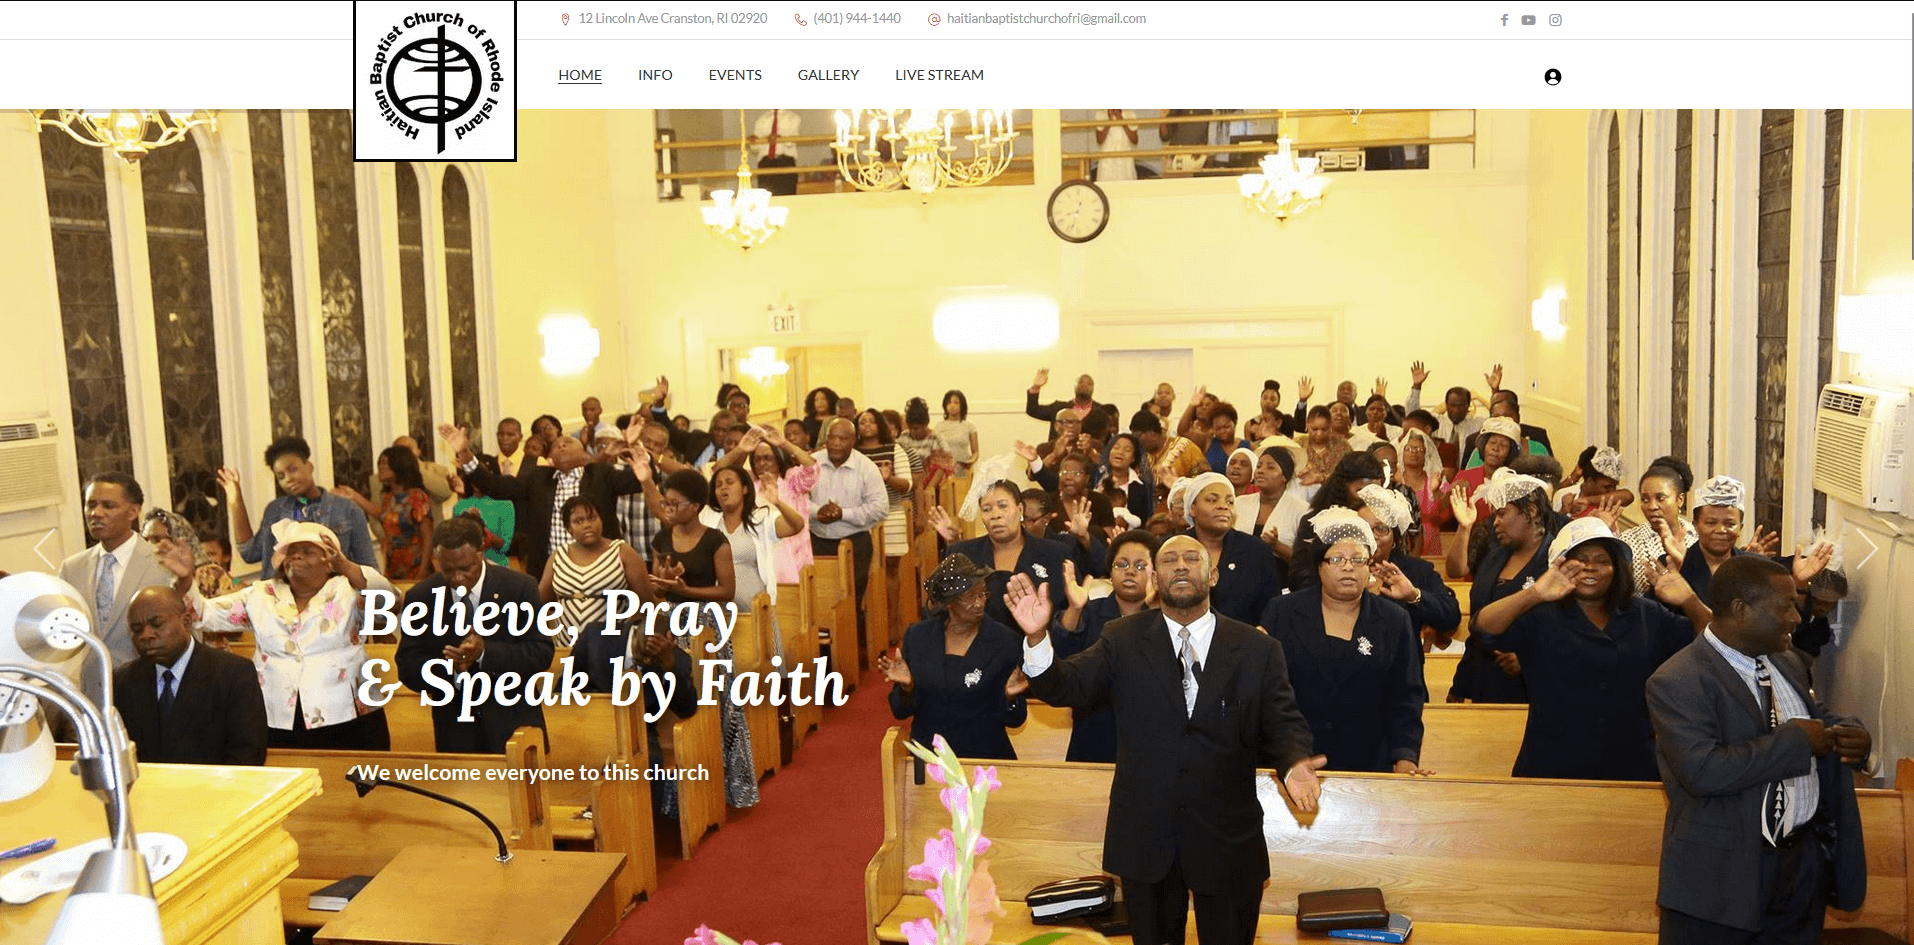 Haitian Baptist Church of Rhode Island
12 Lincoln Ave Cranston, RI 02920
(401) 944-1440
haitianbaptistchurchofri@gmail.com
HOME
INFO
EVENTS
GALLERY
LIVE STREAM
EXIT
Believe, Pray
& Speak by Faith
We welcome everyone to this church